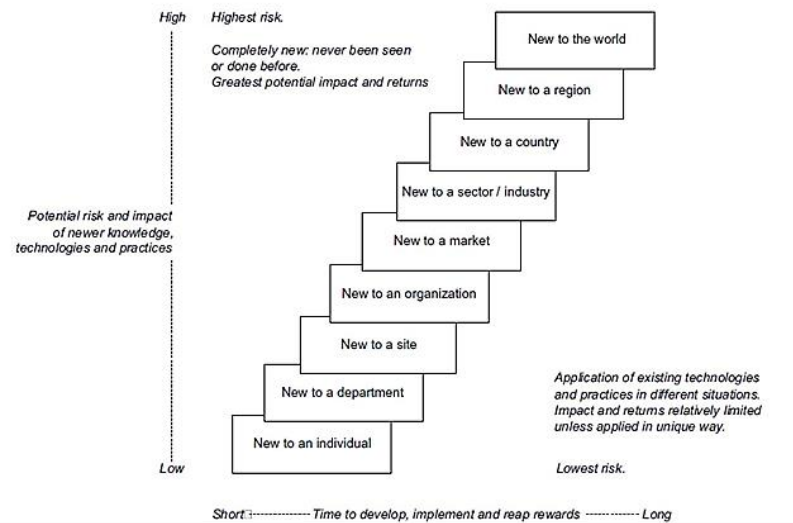 High
Highest risk.
Completely new: never been seen
or done before.
Greatest potential impact and returns
New to the world
New to a region
New to a country
New to a sector / industry
Potential risk and impact
of newer knowledge,
technologies and practices
New to a market
New to an organization
New to a site
New to a department
New to an individual
Application of existing technologies
and practices in different situations.
Impact and returns relatively limited
unless applied in unique way.
Low
Lowest risk.
Short Time to develop, implement and reap rewards Long